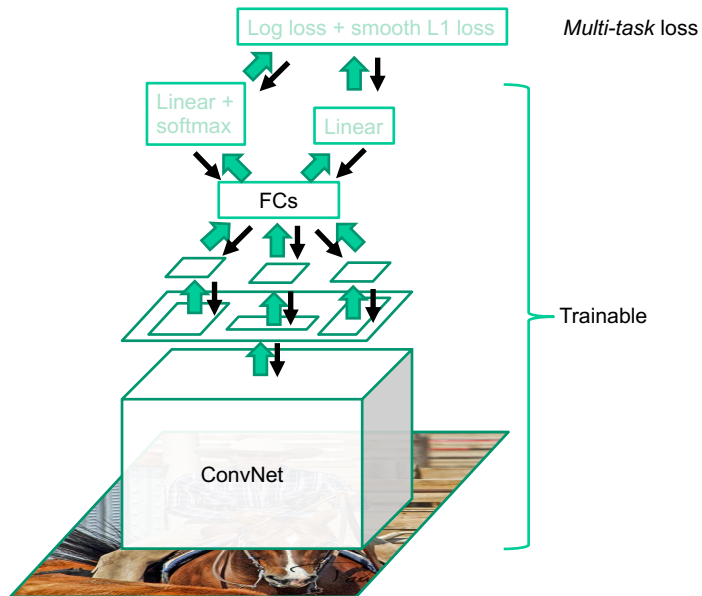 Log loss + smooth L1 loss
Multi-task loss
Linear +
softmax
Linear
FCs
Trainable
ConvNet